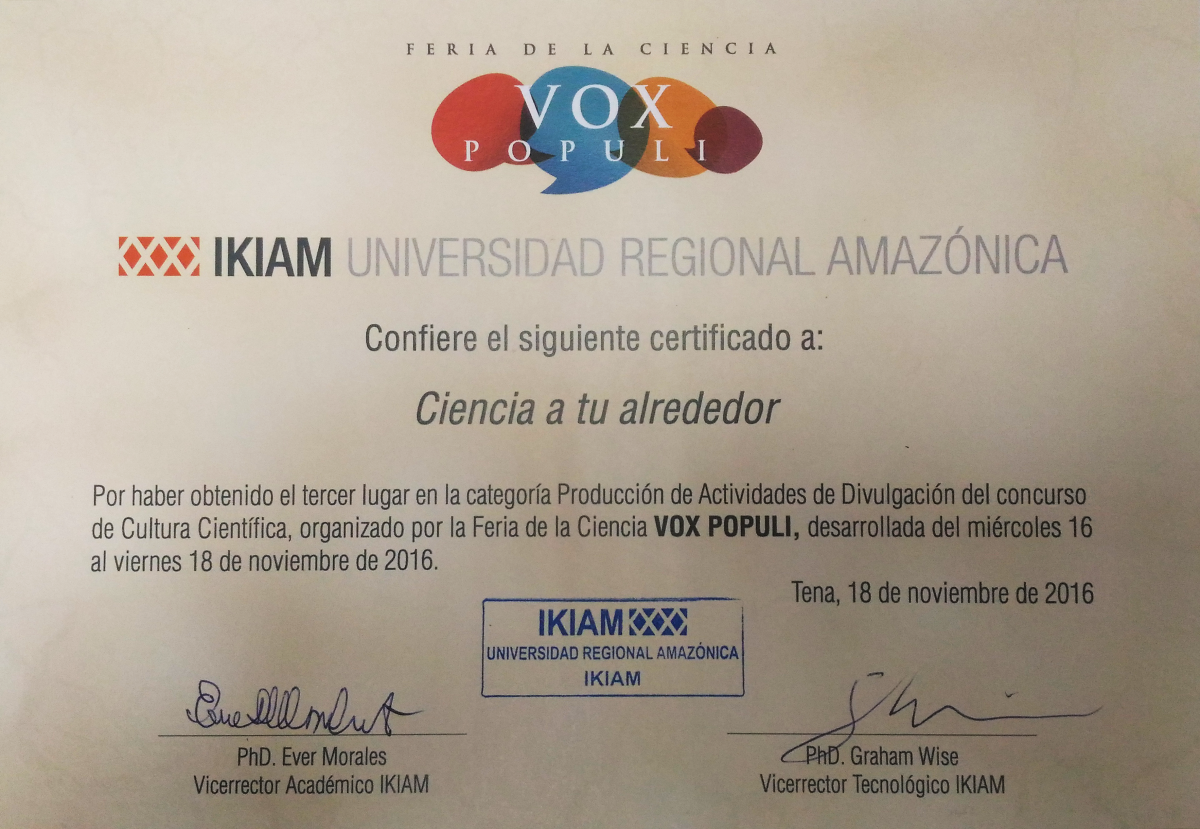 FERIA DE LA CIENCIA
VOX
POPULI
IKIAM UNIVERSIDAD REGIONAL AMAZÓNICA
Confiere el siguiente certificado a:
Ciencia a tu alrededor
Por haber obtenido el tercer lugar en la categoría Producción de Actividades de Divulgación del concurso
de Cultura Científica, organizado por la Feria de la Ciencia VOX POPULI, desarrollada del miércoles 16
al viernes 18 de noviembre de 2016.
Tena, 18 de noviembre de 2016
IKIAM
UNIVERSIDAD REGIONAL AMAZÓNICA
IKIAM
PhD. Ever Morales
Vicerrector Académico IKIAM
PhD. Graham Wise
Vicerrector Tecnológico IKIAM